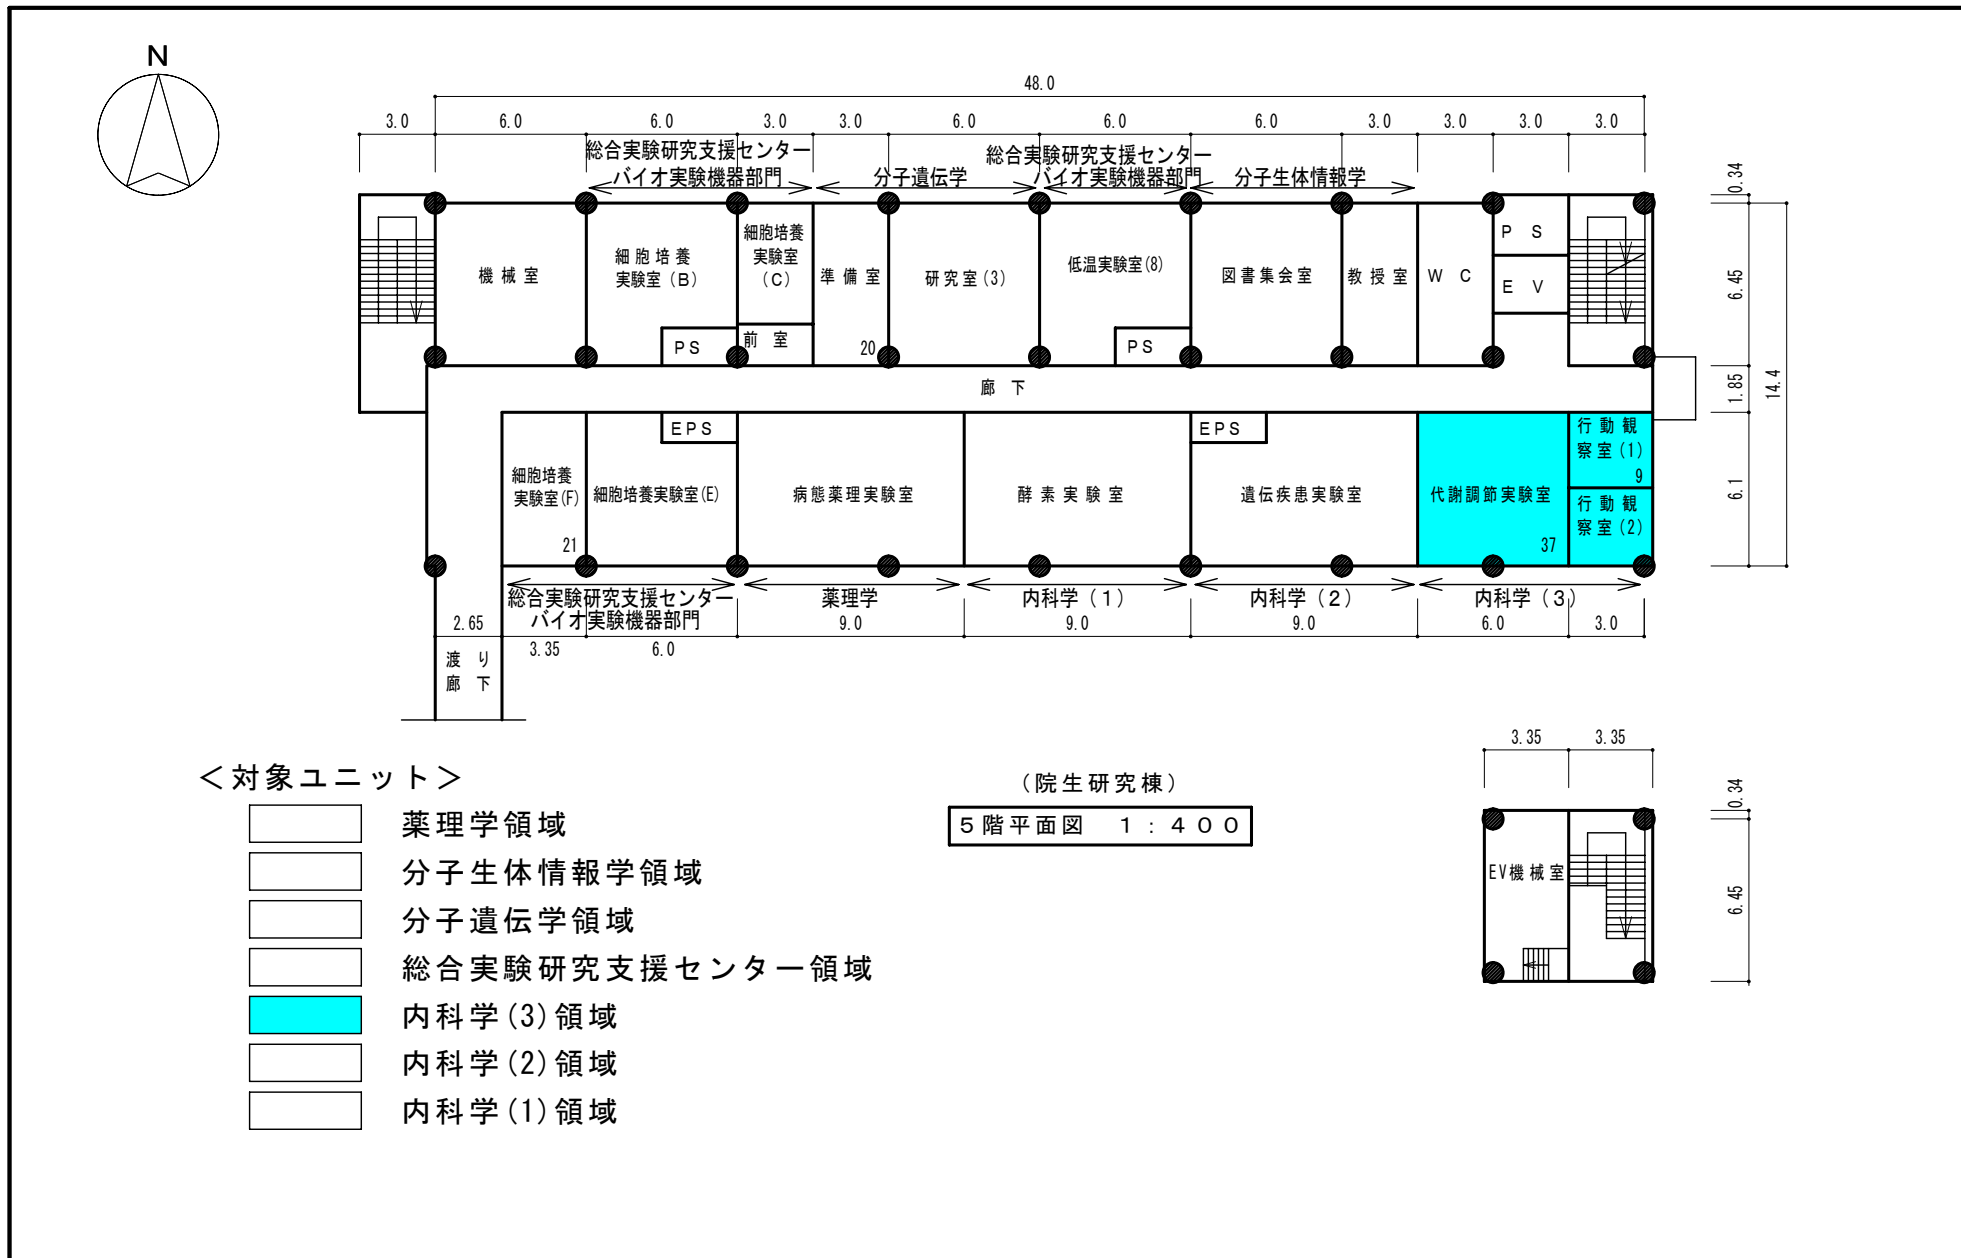 N
48.0
3.0 6.0 6.0 3.0 3.0 6.0 6.0 6.0 3.0 3.0 3.0 3.0
総合実験研究支援センター
バイオ実験機器部門
分子遺伝学
総合実験研究支援センター
バイオ実験機器部門
分子生体情報学
0.34
6.45
1.85
14.4
6.1
機械室
細胞培養
実験室(B)
PS
細胞培養
実験室
(C)
前室
準備室
20
研究室(3)
低温実験室(8)
PS
図書集会室
教授室
WC
PS
EV
廊下
細胞培養
実験室(F)
21
EPS
細胞培養実験室(E)
病態薬理実験室
酵素実験室
EPS
遺伝疾患実験室
代謝調節実験室
37
行動観
察室(1)
9
行動観
察室(2)
総合実験研究支援センター
バイオ実験機器部門
薬理学
内科学(1)
内科学(2)
内科学(3)
2.65 3.35 6.0 9.0 9.0 9.0 6.0 3.0
渡り
廊下
3.35 3.35
0.34
6.45
EV機械室
(院生研究棟)
5階平面図 1:400
<対象ユニット>
薬理学領域
分子生体情報学領域
分子遺伝学領域
総合実験研究支援センター領域
内科学(3)領域
内科学(2)領域
内科学(1)領域